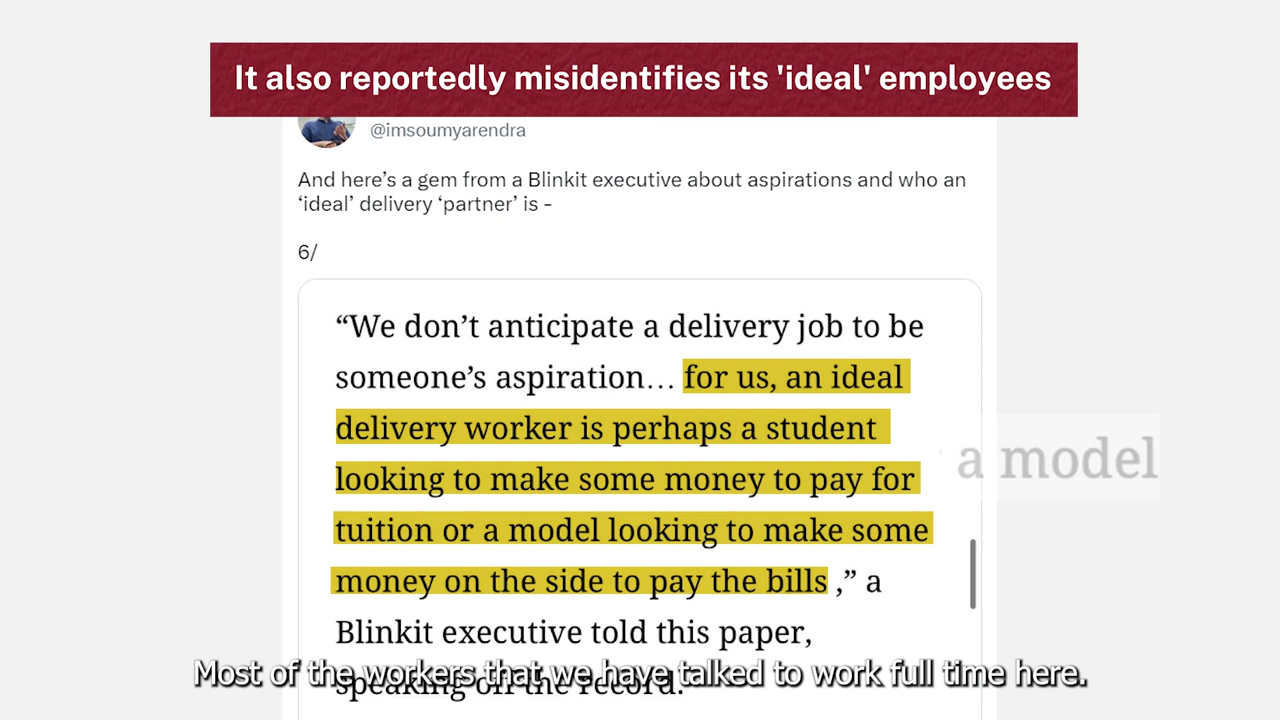 It also reportedly misidentifies its 'ideal' employees
@imsoumyarendra
And here’s a gem from a Blinkit executive about aspirations and who an
‘ideal’ delivery ‘partner’ is -
6/
“We don’t anticipate a delivery job to be
someone’s aspiration… for us, an ideal
delivery worker is perhaps a student
looking to make some money to pay for
a model
tuition or a model looking to make some
money on the side to pay the bills ,” a
Blinkit executive told this paper,
speaking on the record.
Most of the workers that we have talked to work full time here.